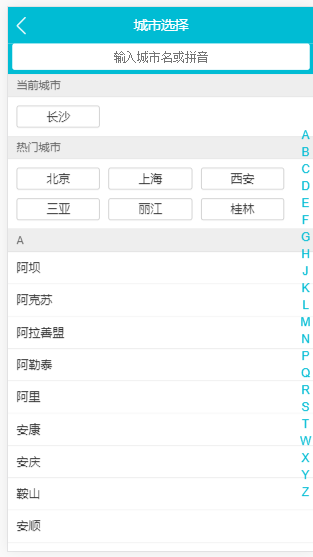 城市选择
输入城市名或拼音
当前城市
长沙
热门城市
北京 上海 西安
三亚 丽江 桂林
A
阿坝
阿克苏
阿拉善盟
阿勒泰
阿里
安康
安庆
鞍山
安顺
A
B
C
D
E
F
G
H
J
K
L
M
N
P
Q
R
S
T
W
X
Y
Z